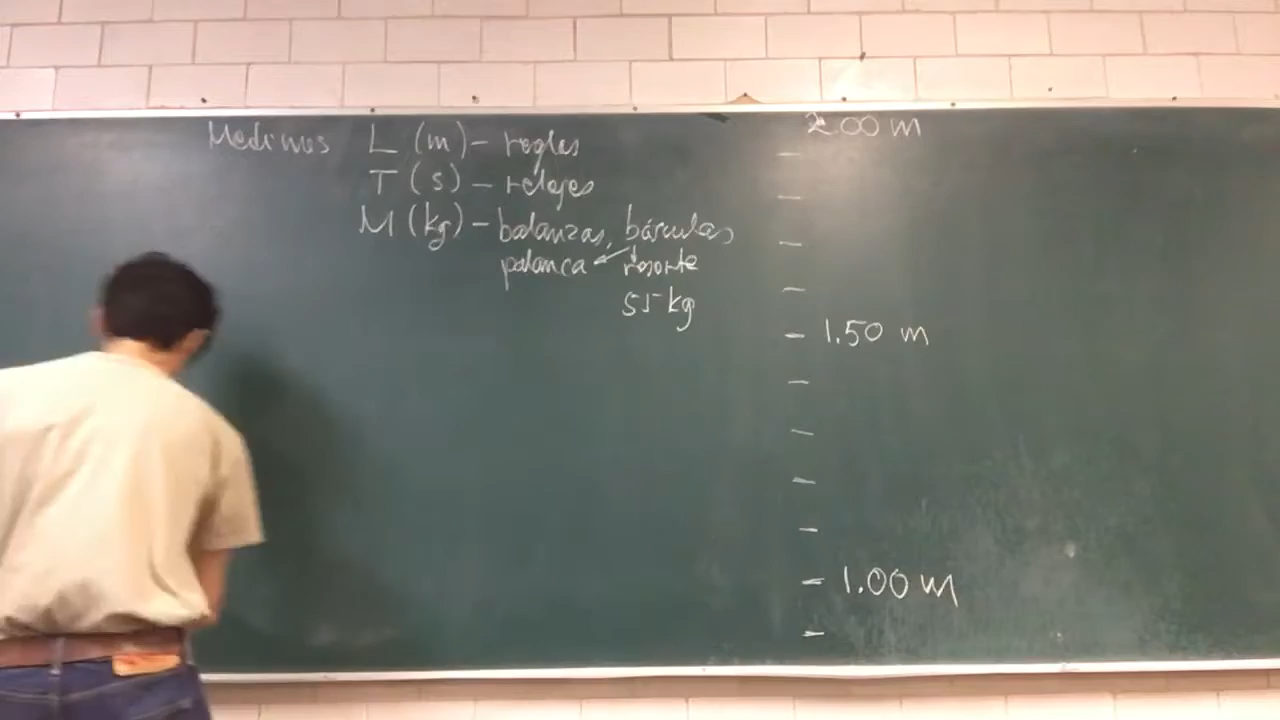 Medimos L (m) - reglas
T (s) - relojes
M (kg) - balanzas, básculas
palanca resorte
55 kg
2.00 m
1.50 m
1.00 m